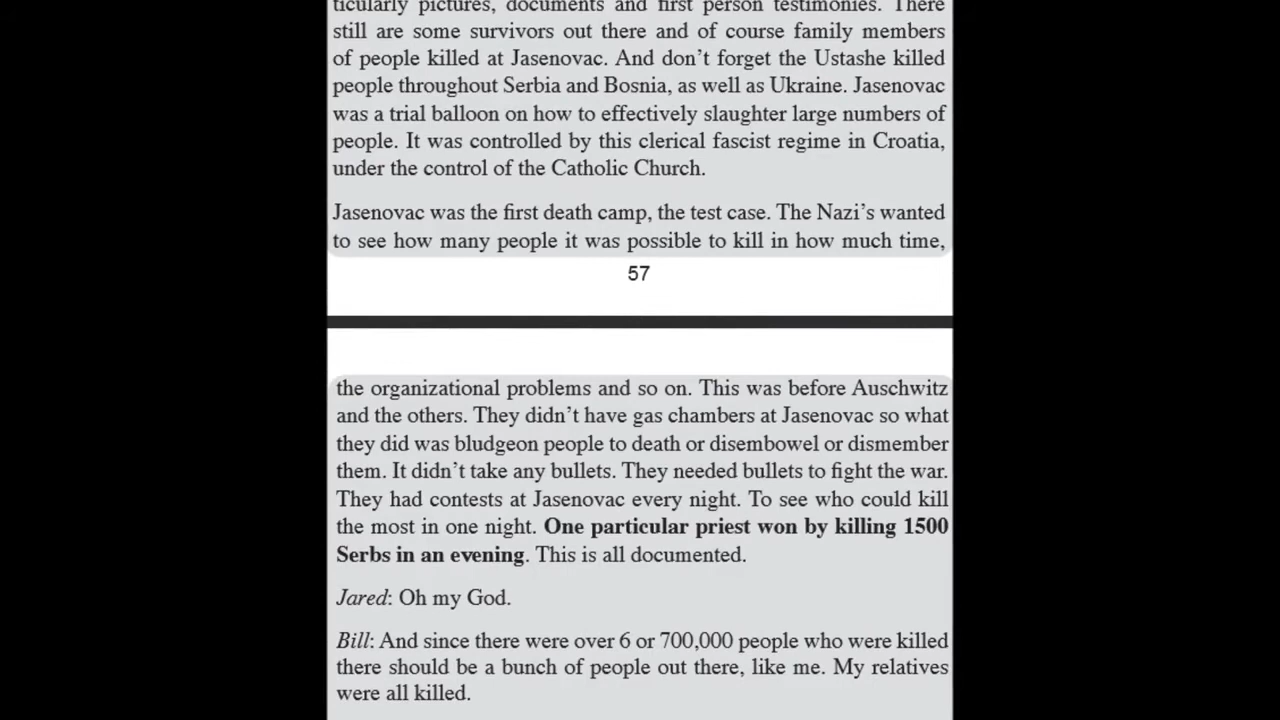 ticularly pictures, documents and first person testimonies. There
still are some survivors out there and of course family members
of people killed at Jasenovac. And don’t forget the Ustashe killed
people throughout Serbia and Bosnia, as well as Ukraine. Jasenovac
was a trial balloon on how to effectively slaughter large numbers of
people. It was controlled by this clerical fascist regime in Croatia,
under the control of the Catholic Church.
Jasenovac was the first death camp, the test case. The Nazi’s wanted
to see how many people it was possible to kill in how much time,
57
the organizational problems and so on. This was before Auschwitz
and the others. They didn’t have gas chambers at Jasenovac so what
they did was bludgeon people to death or disembowel or dismember
them. It didn’t take any bullets. They needed bullets to fight the war.
They had contests at Jasenovac every night. To see who could kill
the most in one night. One particular priest won by killing 1500
Serbs in an evening. This is all documented.
Jared: Oh my God.
Bill: And since there were over 6 or 700,000 people who were killed
there should be a bunch of people out there, like me. My relatives
were all killed.